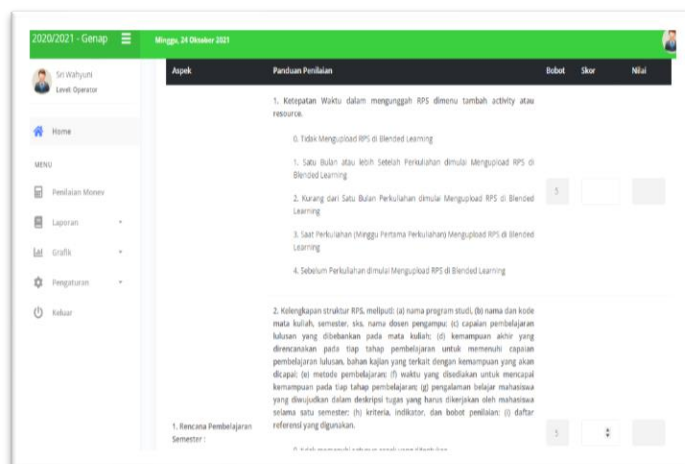 2020/2021 - Genap
Minggu, 24 Oktober 2021
Sri Wahyuni
Level: Operator
Home
MENU
Penilaian Monev
Laporan
Grafik
Pengaturan
Keluar
Aspek Panduan Penilaian Bobot Skor Nilai
1. Ketepatan Waktu dalam mengunggah RPS dimenu tambah activity atau
resource.
0. Tidak Mengupload RPS di Blended Learning
1. Satu Bulan atau lebih Setelah Perkuliahan dimulai Mengupload RPS di
Blended Learning
2. Kurang dari Satu Bulan Perkuliahan dimulai Mengupload RPS di Blended
Learning
3. Saat Perkuliahan (Minggu Pertama Perkuliahan) Mengupload RPS di Blended
Learning
4. Sebelum Perkuliahan dimulai Mengupload RPS di Blended Learning
5
1. Rencana Pembelajaran
Semester :
2. Kelengkapan struktur RPS, meliputi: (a) nama program studi, (b) nama dan kode
mata kuliah, semester, sks, nama dosen pengampu; (c) capaian pembelajaran
lulusan yang dibebankan pada mata kuliah; (d) kemampuan akhir yang
direncanakan pada tiap tahap pembelajaran untuk memenuhi capaian
pembelajaran lulusan, bahan kajian yang terkait dengan kemampuan yang akan
dicapai; (e) metode pembelajaran; (f) waktu yang disediakan untuk mencapai
kemampuan pada tiap tahap pembelajaran; (g) pengalaman belajar mahasiswa
yang diwujudkan dalam deskripsi tugas yang harus dikerjakan oleh mahasiswa
selama satu semester; (h) kriteria, indikator, dan bobot penilaian; (i) daftar
referensi yang digunakan.
5